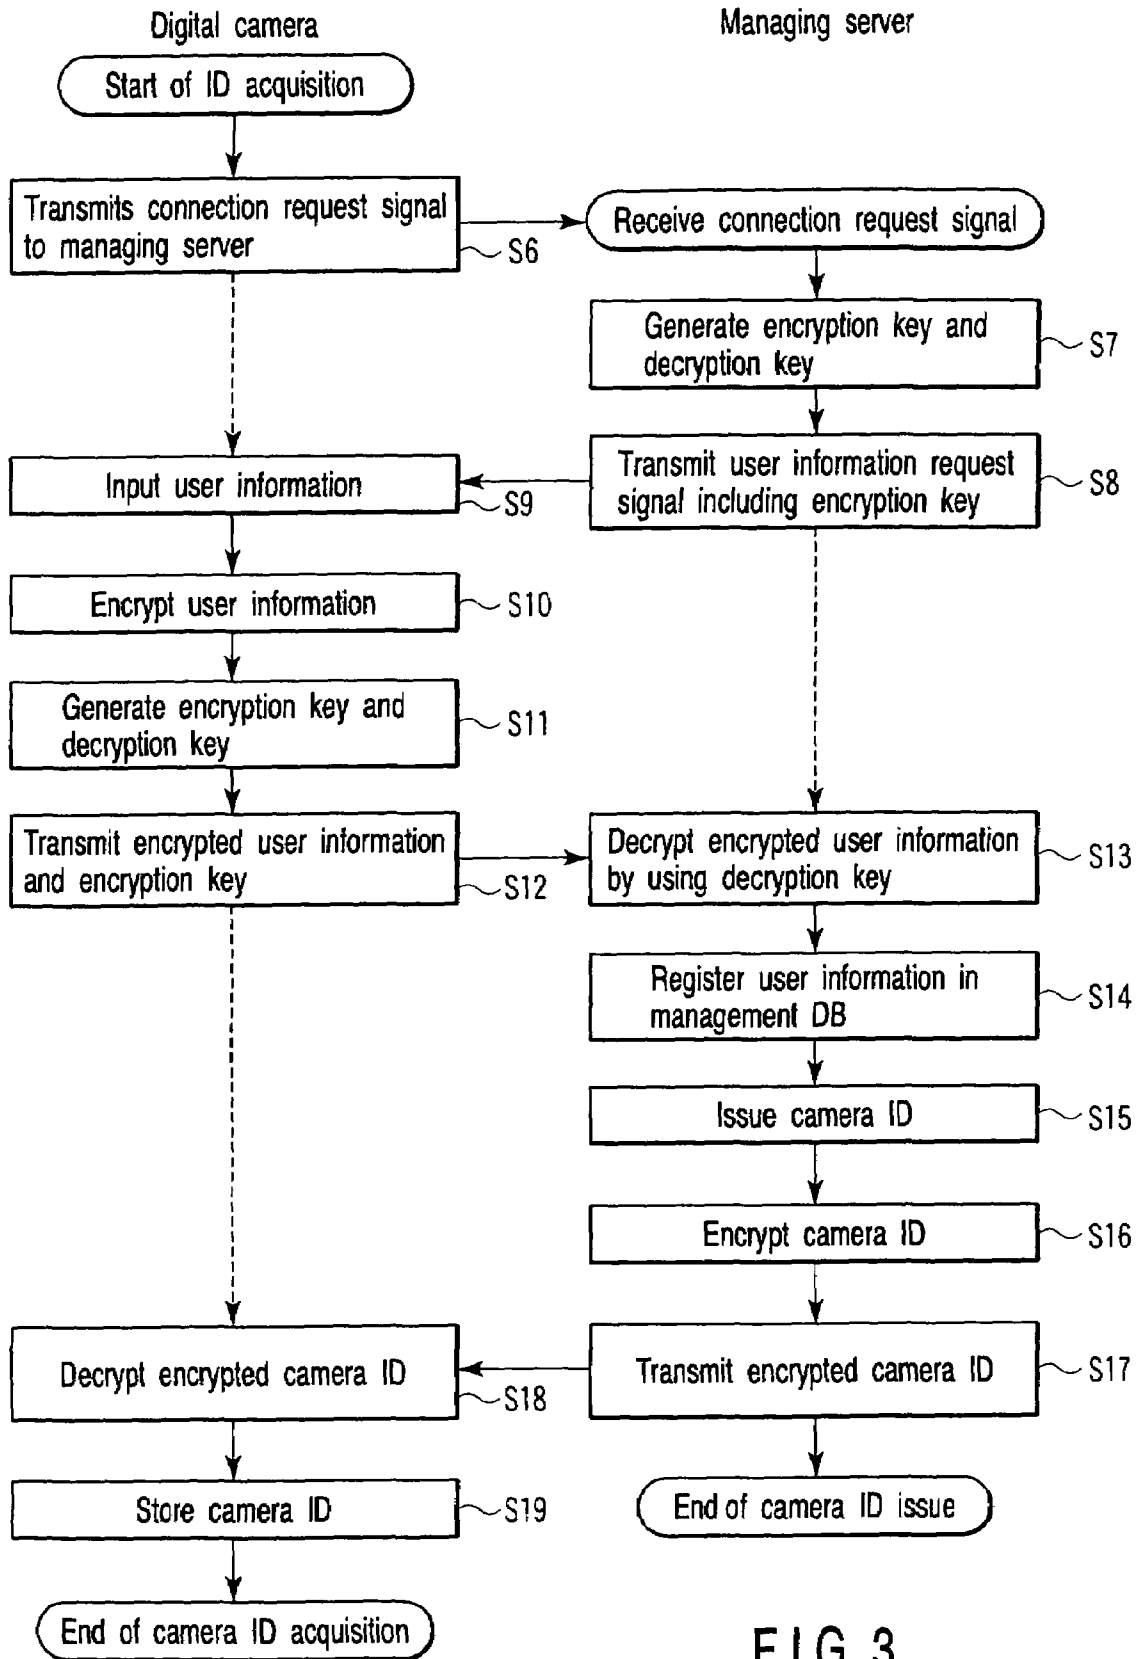 Digital camera
Managing server
Start of ID acquisition
Transmits connection request signal
to managing server
S6
Receive connection request signal
Generate encryption key and
decryption key
S7
Transmit user information request
signal including encryption key
S8
Input user information
S9
Encrypt user information
S10
Generate encryption key and
decryption key
S11
Transmit encrypted user information
and encryption key
S12
Decrypt encrypted user information
by using decryption key
S13
Register user information in
management DB
S14
Issue camera ID
S15
Encrypt camera ID
S16
Transmit encrypted camera ID
S17
Decrypt encrypted camera ID
S18
Store camera ID
S19
End of camera ID issue
End of camera ID acquisition
FIG. 3